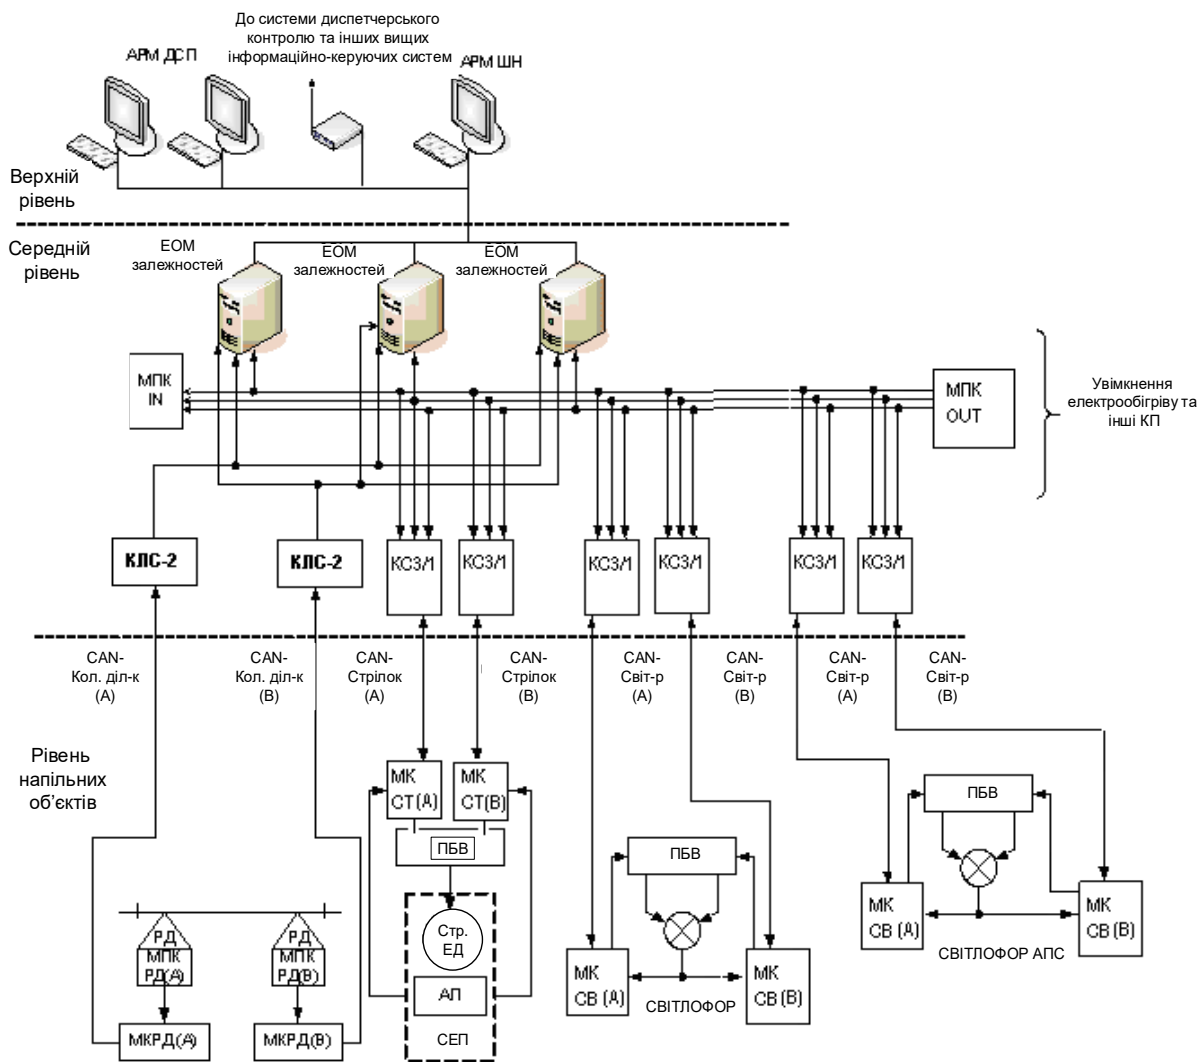 До системи диспетчерського
контролю та інших вищих
інформаційно-керуючих систем
АРМ ДСП
АРМ ШН
Верхній
рівень
Середній
рівень
ЕОМ
залежностей
ЕОМ
залежностей
ЕОМ
залежностей
МПК
IN
МПК
OUT
Увімкнення
електрообігріву та
інші КП
КЛС-2
КЛС-2
КСЗ/1
КСЗ/1
КСЗ/1
КСЗ/1
КСЗ/1
КСЗ/1
CAN-
Кол. діл-к
(А)
CAN-
Кол. діл-к
(В)
CAN-
Стрілок
(А)
CAN-
Стрілок
(В)
CAN-
Світ-р
(А)
CAN-
Світ-р
(В)
CAN-
Світ-р
(А)
CAN-
Світ-р
(В)
Рівень
напільних
об’єктів
МК
СТ(А)
МК
СТ(В)
ПБВ
Стр.
ЕД
АП
СЕП
РД
МПК
РД(А)
МКРД(А)
РД
МПК
РД(В)
МКРД(В)
ПБВ
МК
СВ (А)
МК
СВ (В)
СВІТЛОФОР
ПБВ
МК
СВ (А)
МК
СВ (В)
СВІТЛОФОР АПС